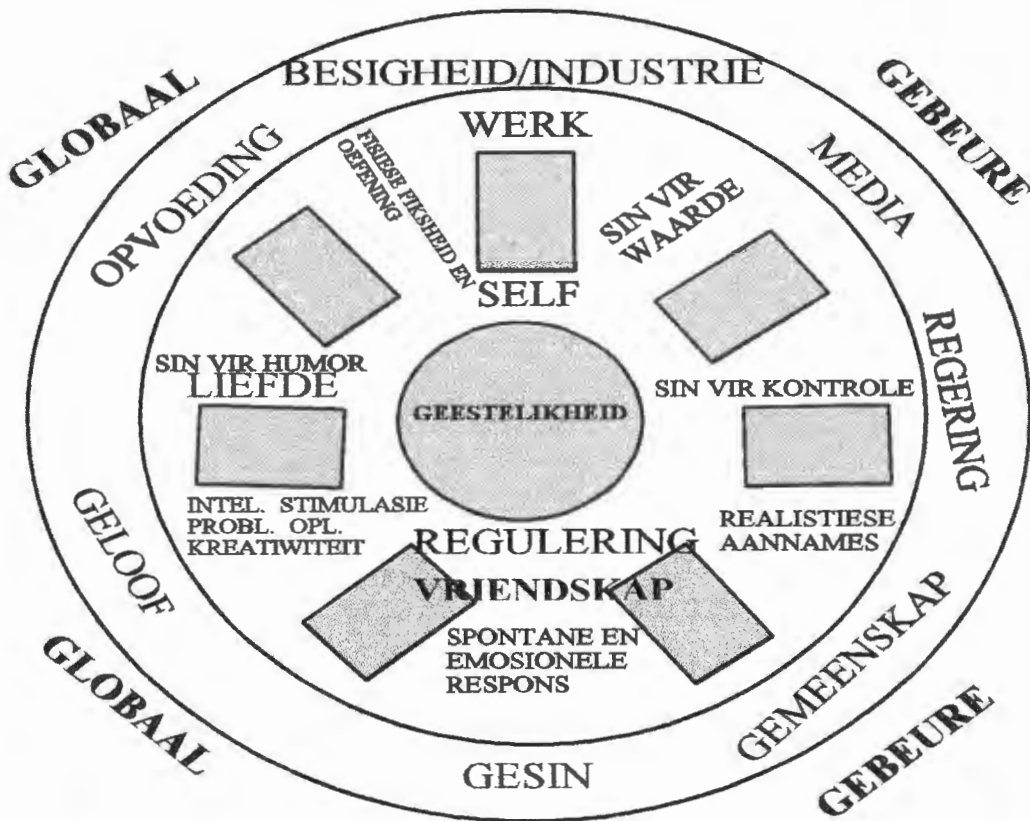 GLOBAAL
BESIGHEID/INDUSTRIE
GEBEURE
OPVOEDING
FISIESE FIKSHEID EN
OEFENING
WERK
SIN VIR
WAARDE
MEDIA
SELF
REGERING
SIN VIR HUMOR
LIEFDE
GEESTELIKHEID
SIN VIR KONTROLE
GELOOF
INTEL. STIMULASIE
PROBL. OPL.
KREATIWITEIT
REALISTIESE
AANNAMES
REGULERING
VRIENDSKAP
SPONTANE EN
EMOSIONELE
RESPONS
GEMEENSKAP
GLOBAAL
GESIN
GEBEURE